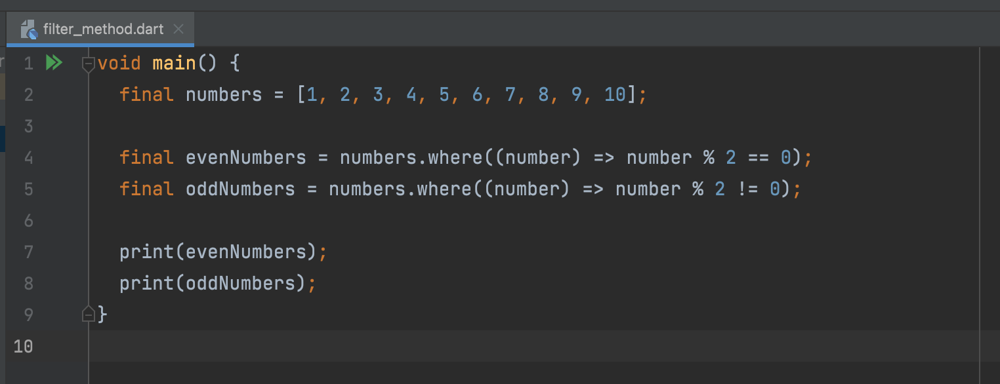 filter_method.dart
1 void main() {
2 final numbers = [1, 2, 3, 4, 5, 6, 7, 8, 9, 10];
3
4 final evenNumbers = numbers.where((number) => number % 2 == 0);
5 final oddNumbers = numbers.where((number) => number % 2 != 0);
6
7 print(evenNumbers);
8 print(oddNumbers);
9 }
10